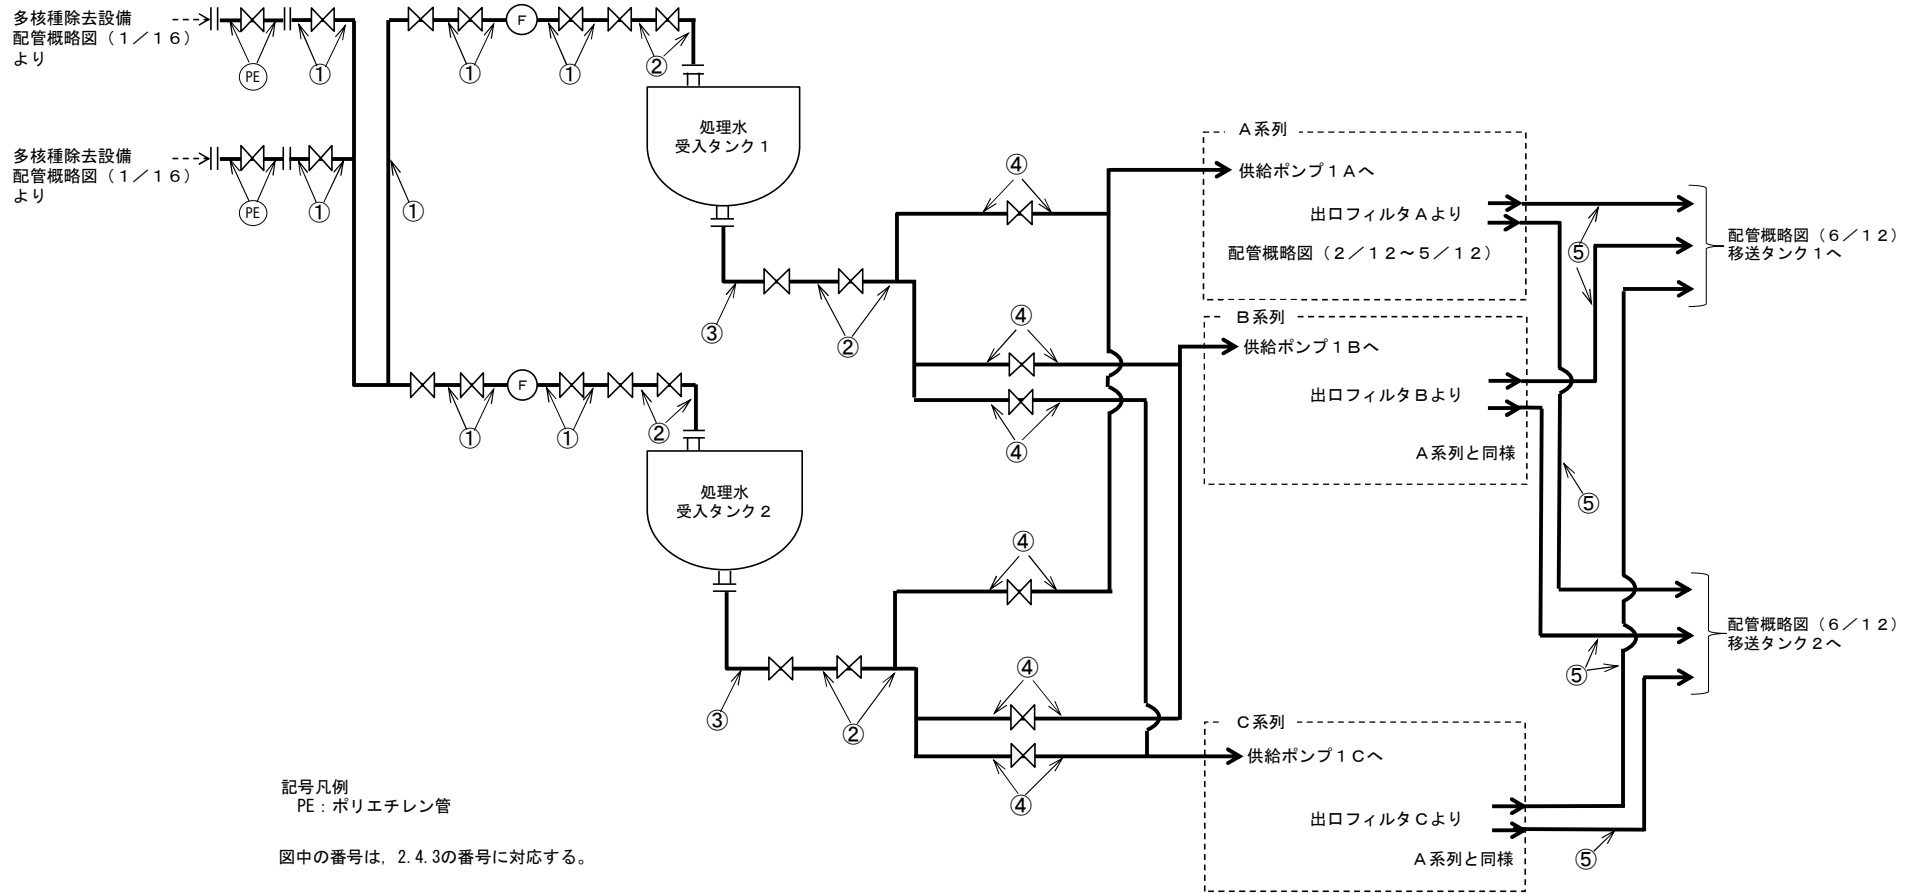 多核種除去設備
配管概略図（１／１６）
より
PE
①
①
F
①
②
多核種除去設備
配管概略図（１／１６）
より
PE
①
①
処理水
受入タンク１
③
②
①
F
①
②
処理水
受入タンク２
③
②
④
④
④
④
④
④
Ａ系列
供給ポンプ１Ａへ
出口フィルタＡより
配管概略図（２／１２～５／１２）
Ｂ系列
供給ポンプ１Ｂへ
出口フィルタＢより
Ａ系列と同様
Ｃ系列
供給ポンプ１Ｃへ
出口フィルタＣより
Ａ系列と同様
⑤
⑤
⑤
⑤
配管概略図（６／１２）
移送タンク１へ
配管概略図（６／１２）
移送タンク２へ
記号凡例
PE：ポリエチレン管
図中の番号は，2.4.3の番号に対応する。